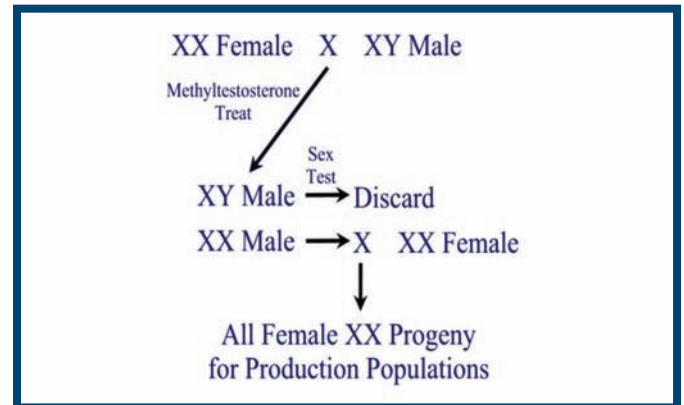 XX Female X XY Male
Methyltestosterone
Treat
Sex
Test
XY Male Discard
XX Male X XX Female
All Female XX Progeny
for Production Populations